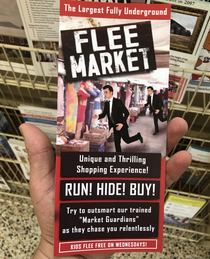 The Largest Fully Underground
FLEE
MARKET
Unique and Thrilling
Shopping Experience!
RUN! HIDE! BUY!
Try to outsmart our trained
"Market Guardians"
as they chase you relentlessly
KIDS FLEE FREE ON WEDNESDAYS!